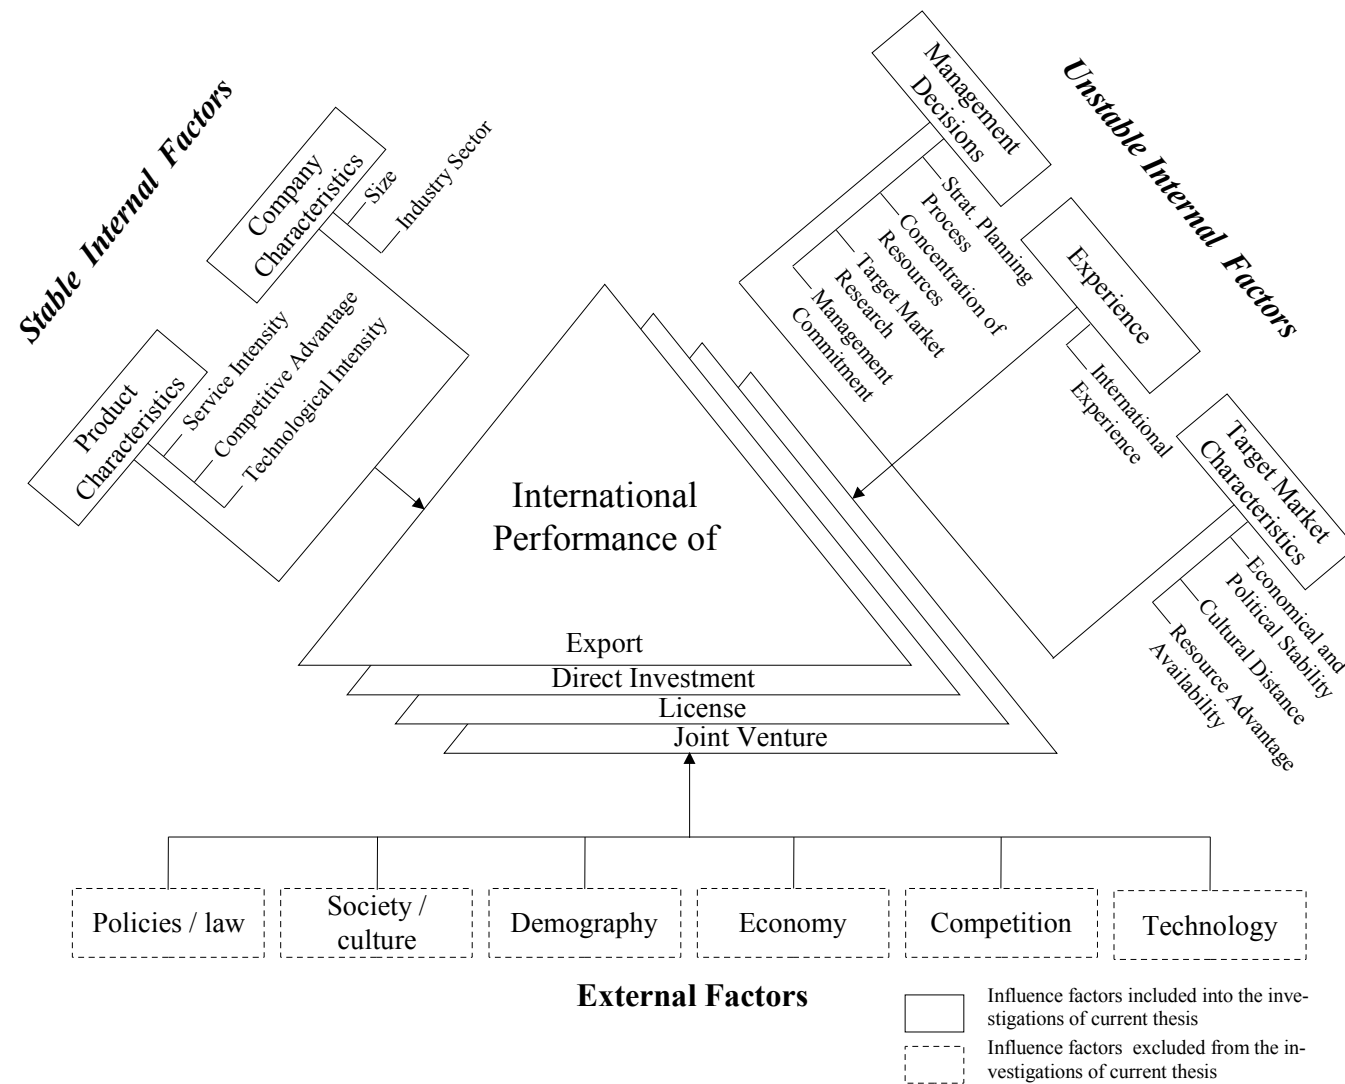 Stable Internal Factors
Company
Characteristics
Size
Industry Sector
Product
Characteristics
Service Intensity
Competitive Advantage
Technological Intensity
Unstable Internal Factors
Management
Decisions
Strat. Planning
Process
Concentration of
Resources
Target Market
Research
Management
Commitment
Experience
International
Experience
Target Market
Characteristics
Economical and
Political Stability
Cultural Distance
Resource Advantage
Availability
International
Performance of
Export
Direct Investment
License
Joint Venture
Policies / law
Society /
culture
Demography
Economy
Competition
Technology
External Factors
Influence factors included into the inve-
stigations of current thesis
Influence factors excluded from the in-
vestigations of current thesis